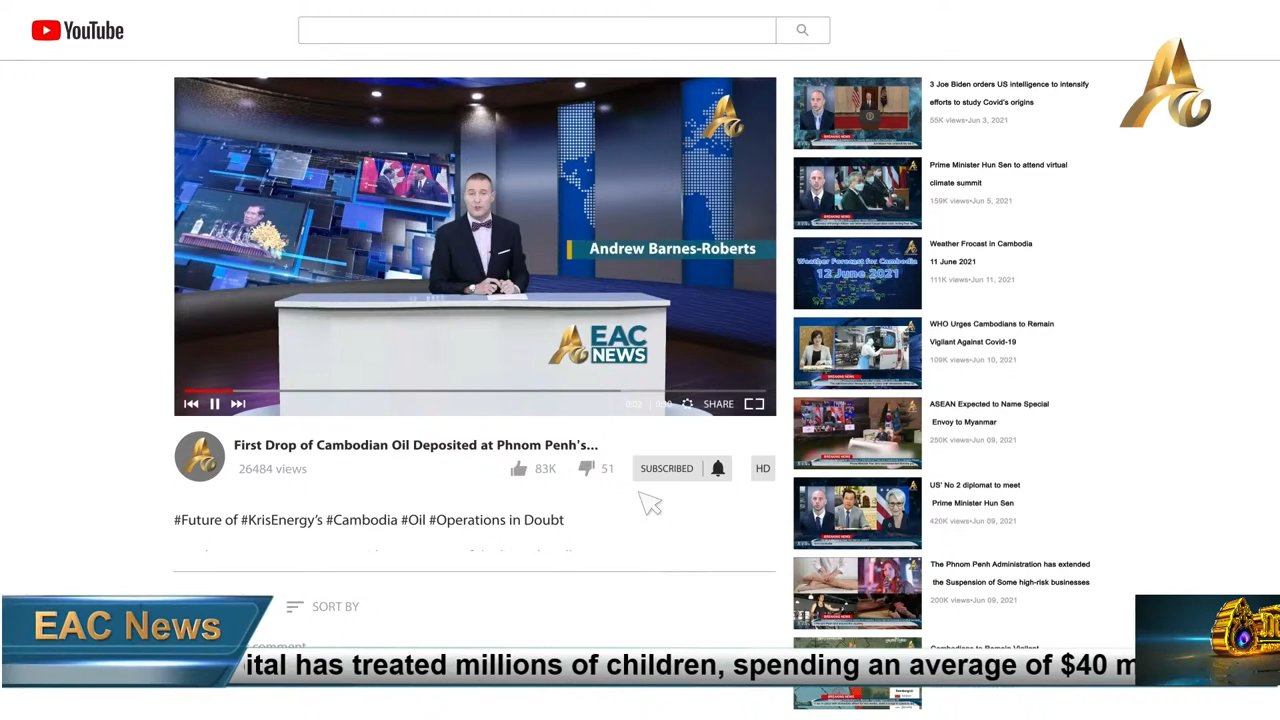 YouTube
Andrew Barnes-Roberts
EAC
NEWS
0:02
0:30
SHARE
First Drop of Cambodian Oil Deposited at Phnom Penh's...
26484 views
83K
51
SUBSCRIBED
HD
#Future of #KrisEnergy's #Cambodia #Oil #Operations in Doubt
SORT BY
comment
3 Joe Biden orders US intelligence to intensify
efforts to study Covid's origins
55K views•Jun 3, 2021
Prime Minister Hun Sen to attend virtual
climate summit
159K views•Jun 5, 2021
Weather Forecast for Cambodia
12 June 2021
Weather Frocast in Cambodia
11 June 2021
111K views•Jun 11, 2021
WHO Urges Cambodians to Remain
Vigilant Against Covid-19
109K views•Jun 10, 2021
ASEAN Expected to Name Special
Envoy to Myanmar
250K views•Jun 09, 2021
US' No 2 diplomat to meet
Prime Minister Hun Sen
420K views•Jun 09, 2021
The Phnom Penh Administration has extended
the Suspension of Some high-risk businesses
200K views•Jun 09, 2021
Cambodians to Remain
EAC News
ital has treated millions of children, spending an average of $40 m